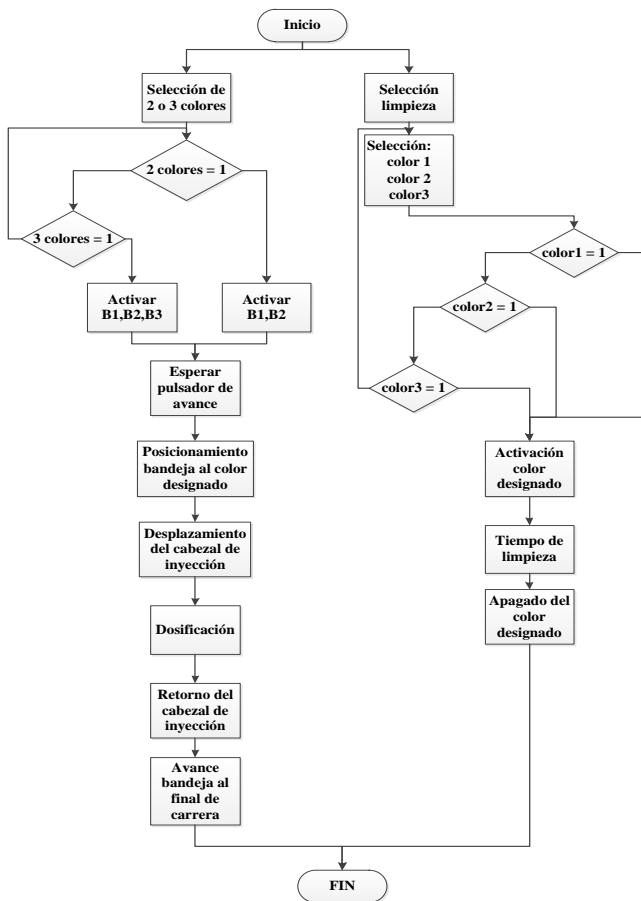 Inicio
Selección de
2 o 3 colores
2 colores = 1
3 colores = 1
Activar
B1,B2,B3
Activar
B1,B2
Esperar
pulsador de
avance
Posicionamiento
bandeja al color
designado
Desplazamiento
del cabezal de
inyección
Dosificación
Retorno del
cabezal de
inyección
Avance
bandeja al
final de
carrera
Selección
limpieza
Selección:
color 1
color 2
color3
color1 = 1
color2 = 1
color3 = 1
Activación
color
designado
Tiempo de
limpieza
Apagado del
color
designado
FIN